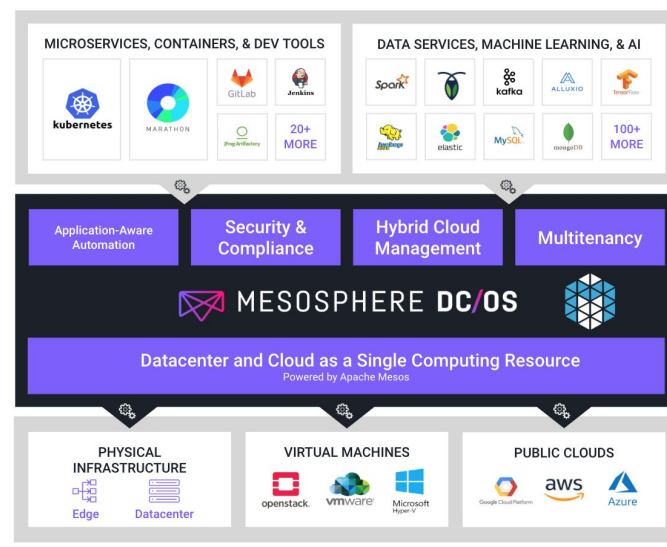 MICROSERVICES, CONTAINERS, & DEV TOOLS
kubernetes
MARATHON
GitLab
Jenkins
JFrog Artifactory
20+
MORE
DATA SERVICES, MACHINE LEARNING, & AI
Spark
kafka
ALLUXIO
TensorFlow
hadoop
elastic
MySQL
mongoDB
100+
MORE
Application-Aware
Automation
Security &
Compliance
Hybrid Cloud
Management
Multitenancy
MESOSPHERE DC/OS
Datacenter and Cloud as a Single Computing Resource
Powered by Apache Mesos
PHYSICAL
INFRASTRUCTURE
Edge
Datacenter
VIRTUAL MACHINES
openstack.
vmware
Microsoft
Hyper-V
PUBLIC CLOUDS
Google Cloud Platform
aws
Azure